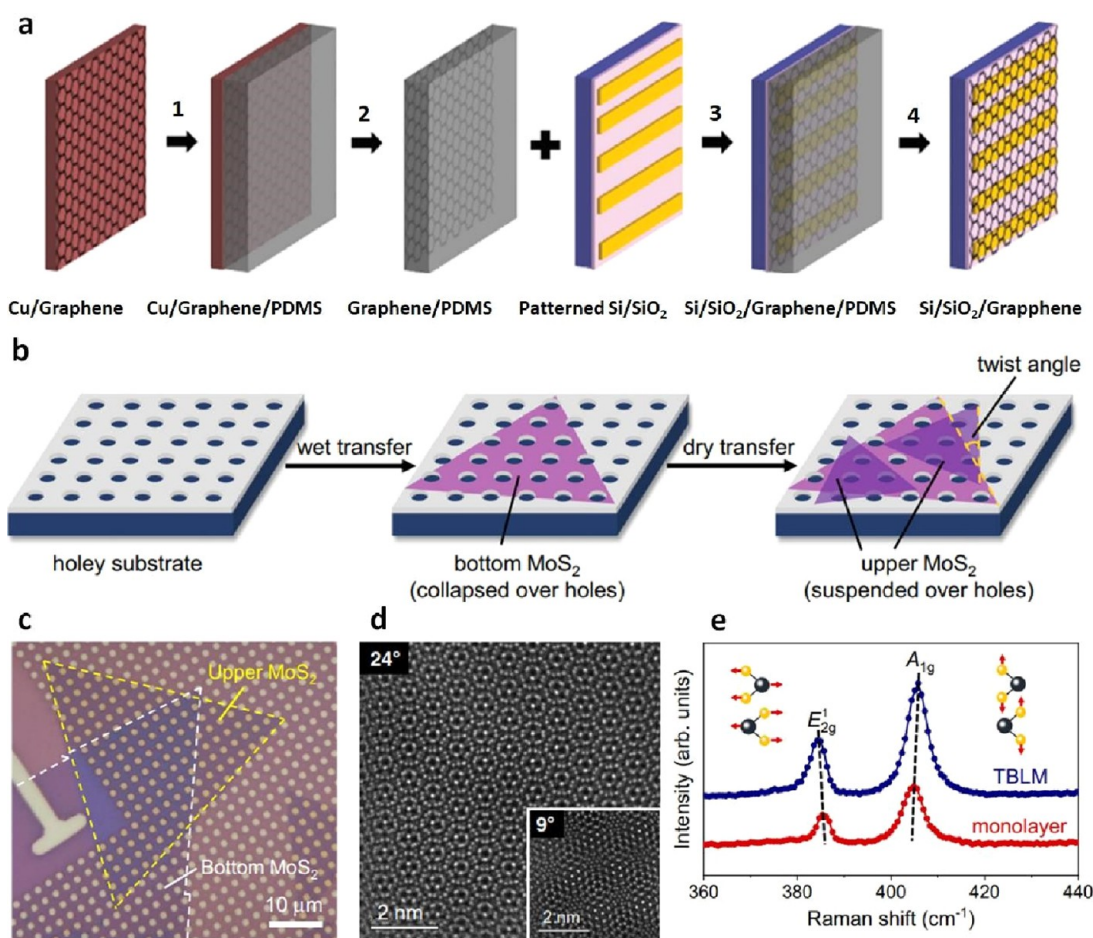 a
1
2
3
4
Cu/Graphene
Cu/Graphene/PDMS
Graphene/PDMS
Patterned Si/SiO₂
Si/SiO₂/Graphene/PDMS
Si/SiO₂/Grapphene
b
twist angle
wet transfer
dry transfer
holey substrate
bottom MoS₂
(collapsed over holes)
upper MoS₂
(suspended over holes)
c
Upper MoS₂
Bottom MoS₂
10 μm
d
24°
2 nm
9°
2 nm
e
Intensity (arb. units)
E¹₂g
A₁g
TBLM
monolayer
360
380
400
420
440
Raman shift (cm⁻¹)